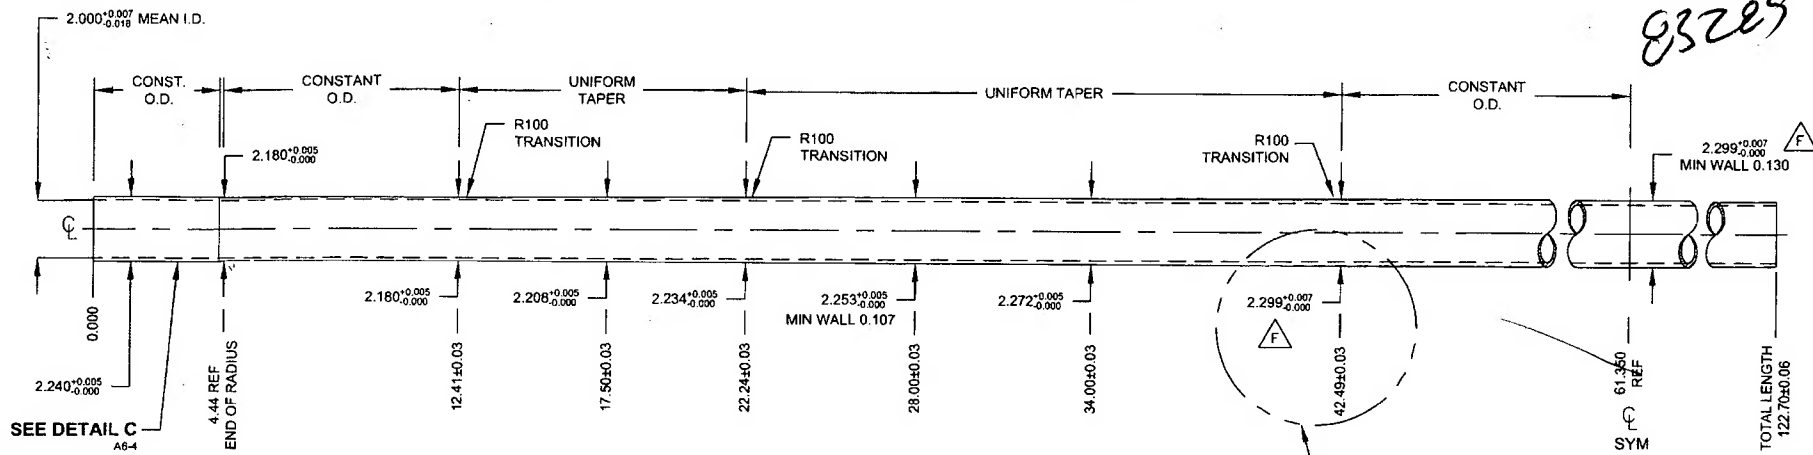 83289
2.000+0.007
-0.018 MEAN I.D.
CONST.
O.D.
CONSTANT
O.D.
UNIFORM
TAPER
UNIFORM TAPER
CONSTANT
O.D.
R100
TRANSITION
R100
TRANSITION
R100
TRANSITION
2.180+0.005
-0.000
2.299+0.007
-0.000
MIN WALL 0.130
F
CL
2.180+0.005
-0.000
2.208+0.005
-0.000
2.234+0.005
-0.000
2.253+0.005
-0.000
MIN WALL 0.107
2.272+0.005
-0.000
2.299+0.007
-0.000
F
2.240+0.005
-0.000
SEE DETAIL C
A6-4
0.000
4.44 REF
END OF RADIUS
12.41±0.03
17.50±0.03
22.24±0.03
28.00±0.03
34.00±0.03
42.49±0.03
61.350
REF
CL
SYM
TOTAL LENGTH
122.70±0.06